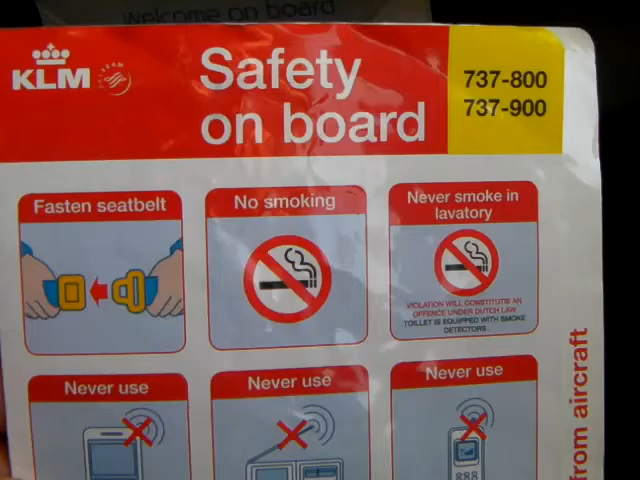 Welcome on board
KLM
Safety
on board
737-800
737-900
Fasten seatbelt
No smoking
Never smoke in
lavatory
VIOLATION WILL CONSTITUTE AN
OFFENCE UNDER DUTCH LAW
TOILET IS EQUIPPED WITH SMOKE
DETECTORS
Never use
Never use
Never use
from aircraft